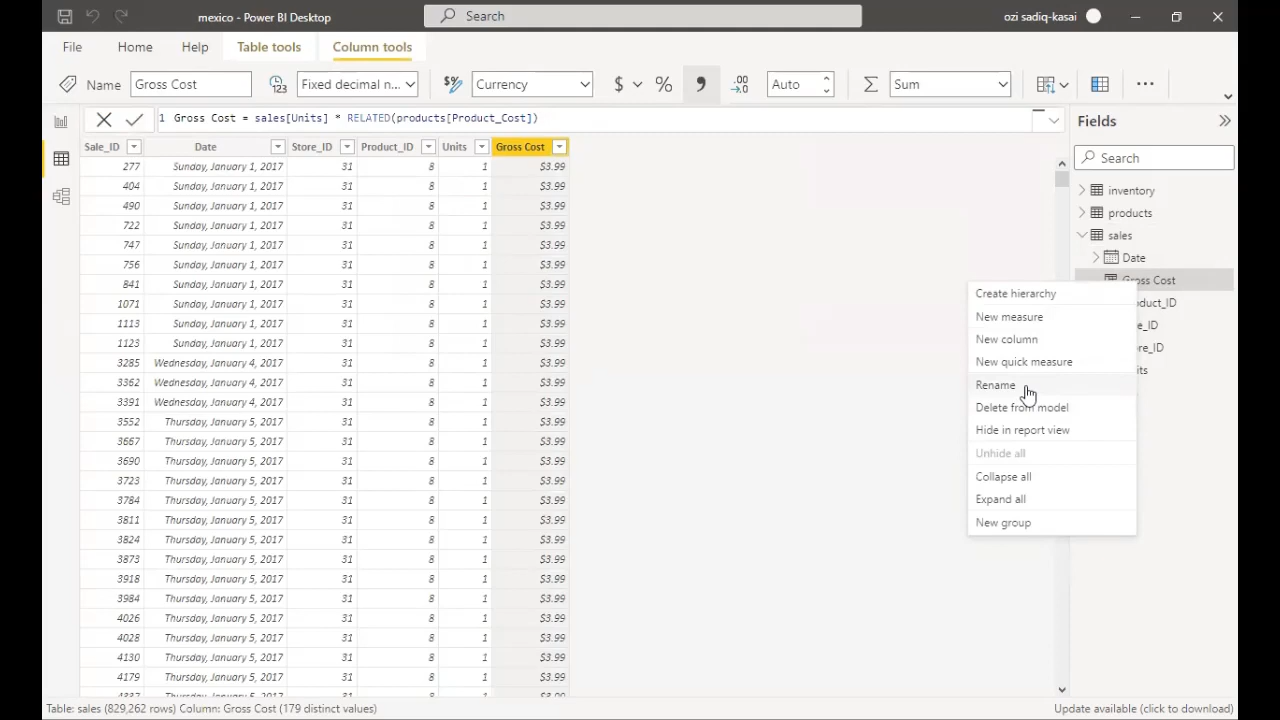 mexico - Power BI Desktop
Search
ozi sadiq-kasai
File Home Help Table tools Column tools
Name Gross Cost Fixed decimal n... $% Currency $ % , .00 Auto Σ Sum
1 Gross Cost = sales[Units] * RELATED(products[Product_Cost])
Fields
Search
Sale_ID Date Store_ID Product_ID Units Gross Cost
277 Sunday, January 1, 2017 31 8 1 $3.99
404 Sunday, January 1, 2017 31 8 1 $3.99
490 Sunday, January 1, 2017 31 8 1 $3.99
722 Sunday, January 1, 2017 31 8 1 $3.99
747 Sunday, January 1, 2017 31 8 1 $3.99
756 Sunday, January 1, 2017 31 8 1 $3.99
841 Sunday, January 1, 2017 31 8 1 $3.99
1071 Sunday, January 1, 2017 31 8 1 $3.99
1113 Sunday, January 1, 2017 31 8 1 $3.99
1123 Sunday, January 1, 2017 31 8 1 $3.99
3285 Wednesday, January 4, 2017 31 8 1 $3.99
3362 Wednesday, January 4, 2017 31 8 1 $3.99
3391 Wednesday, January 4, 2017 31 8 1 $3.99
3552 Thursday, January 5, 2017 31 8 1 $3.99
3667 Thursday, January 5, 2017 31 8 1 $3.99
3690 Thursday, January 5, 2017 31 8 1 $3.99
3723 Thursday, January 5, 2017 31 8 1 $3.99
3784 Thursday, January 5, 2017 31 8 1 $3.99
3811 Thursday, January 5, 2017 31 8 1 $3.99
3824 Thursday, January 5, 2017 31 8 1 $3.99
3873 Thursday, January 5, 2017 31 8 1 $3.99
3918 Thursday, January 5, 2017 31 8 1 $3.99
3984 Thursday, January 5, 2017 31 8 1 $3.99
4026 Thursday, January 5, 2017 31 8 1 $3.99
4028 Thursday, January 5, 2017 31 8 1 $3.99
4130 Thursday, January 5, 2017 31 8 1 $3.99
4179 Thursday, January 5, 2017 31 8 1 $3.99
4337 Thursday, January 5, 2017 31 8 1 $3.99
inventory
products
sales
Date
Gross Cost
duct_ID
e_ID
re_ID
its
Create hierarchy
New measure
New column
New quick measure
Rename
Delete from model
Hide in report view
Unhide all
Collapse all
Expand all
New group
Table: sales (829,262 rows) Column: Gross Cost (179 distinct values)
Update available (click to download)